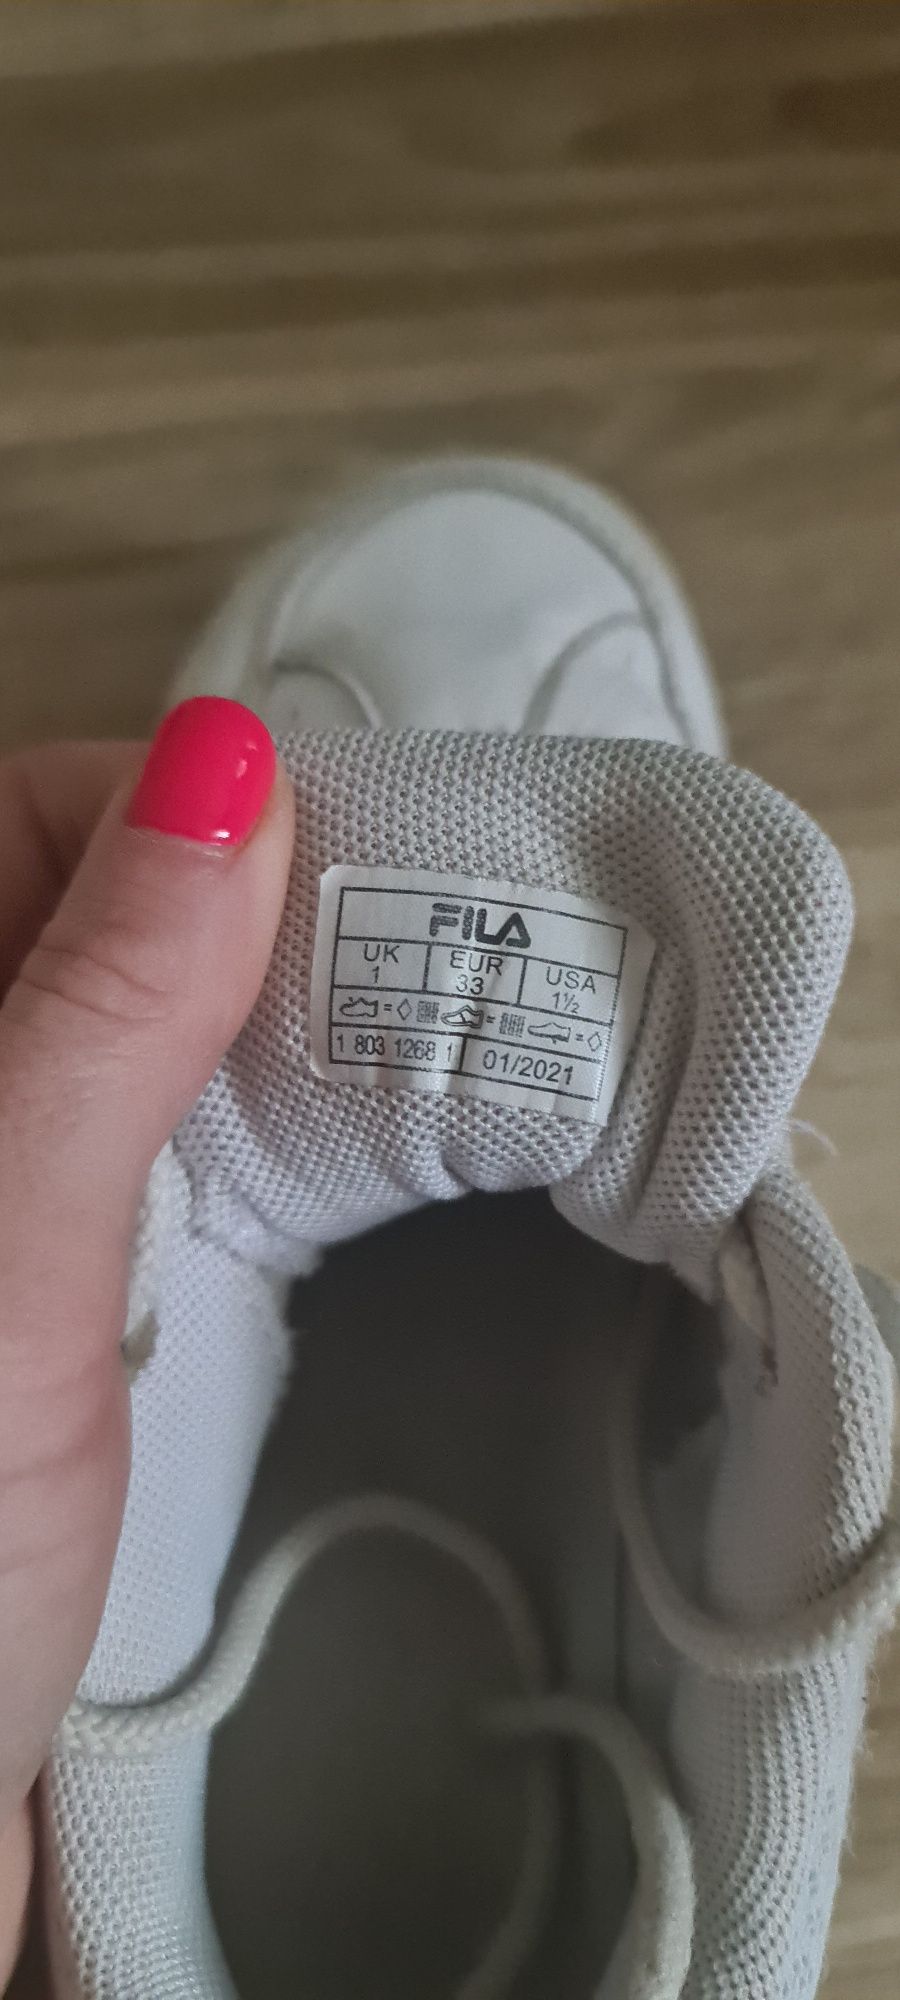 FILA
UK EUR USA
1 33 1½
1 803 1268 1 01/2021